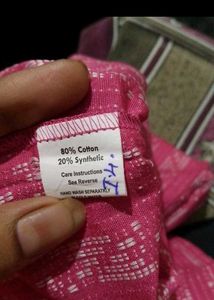 80% Cotton
20% Synthetic
Care Instructions
See Reverse
HAND WASH SEPARATELY